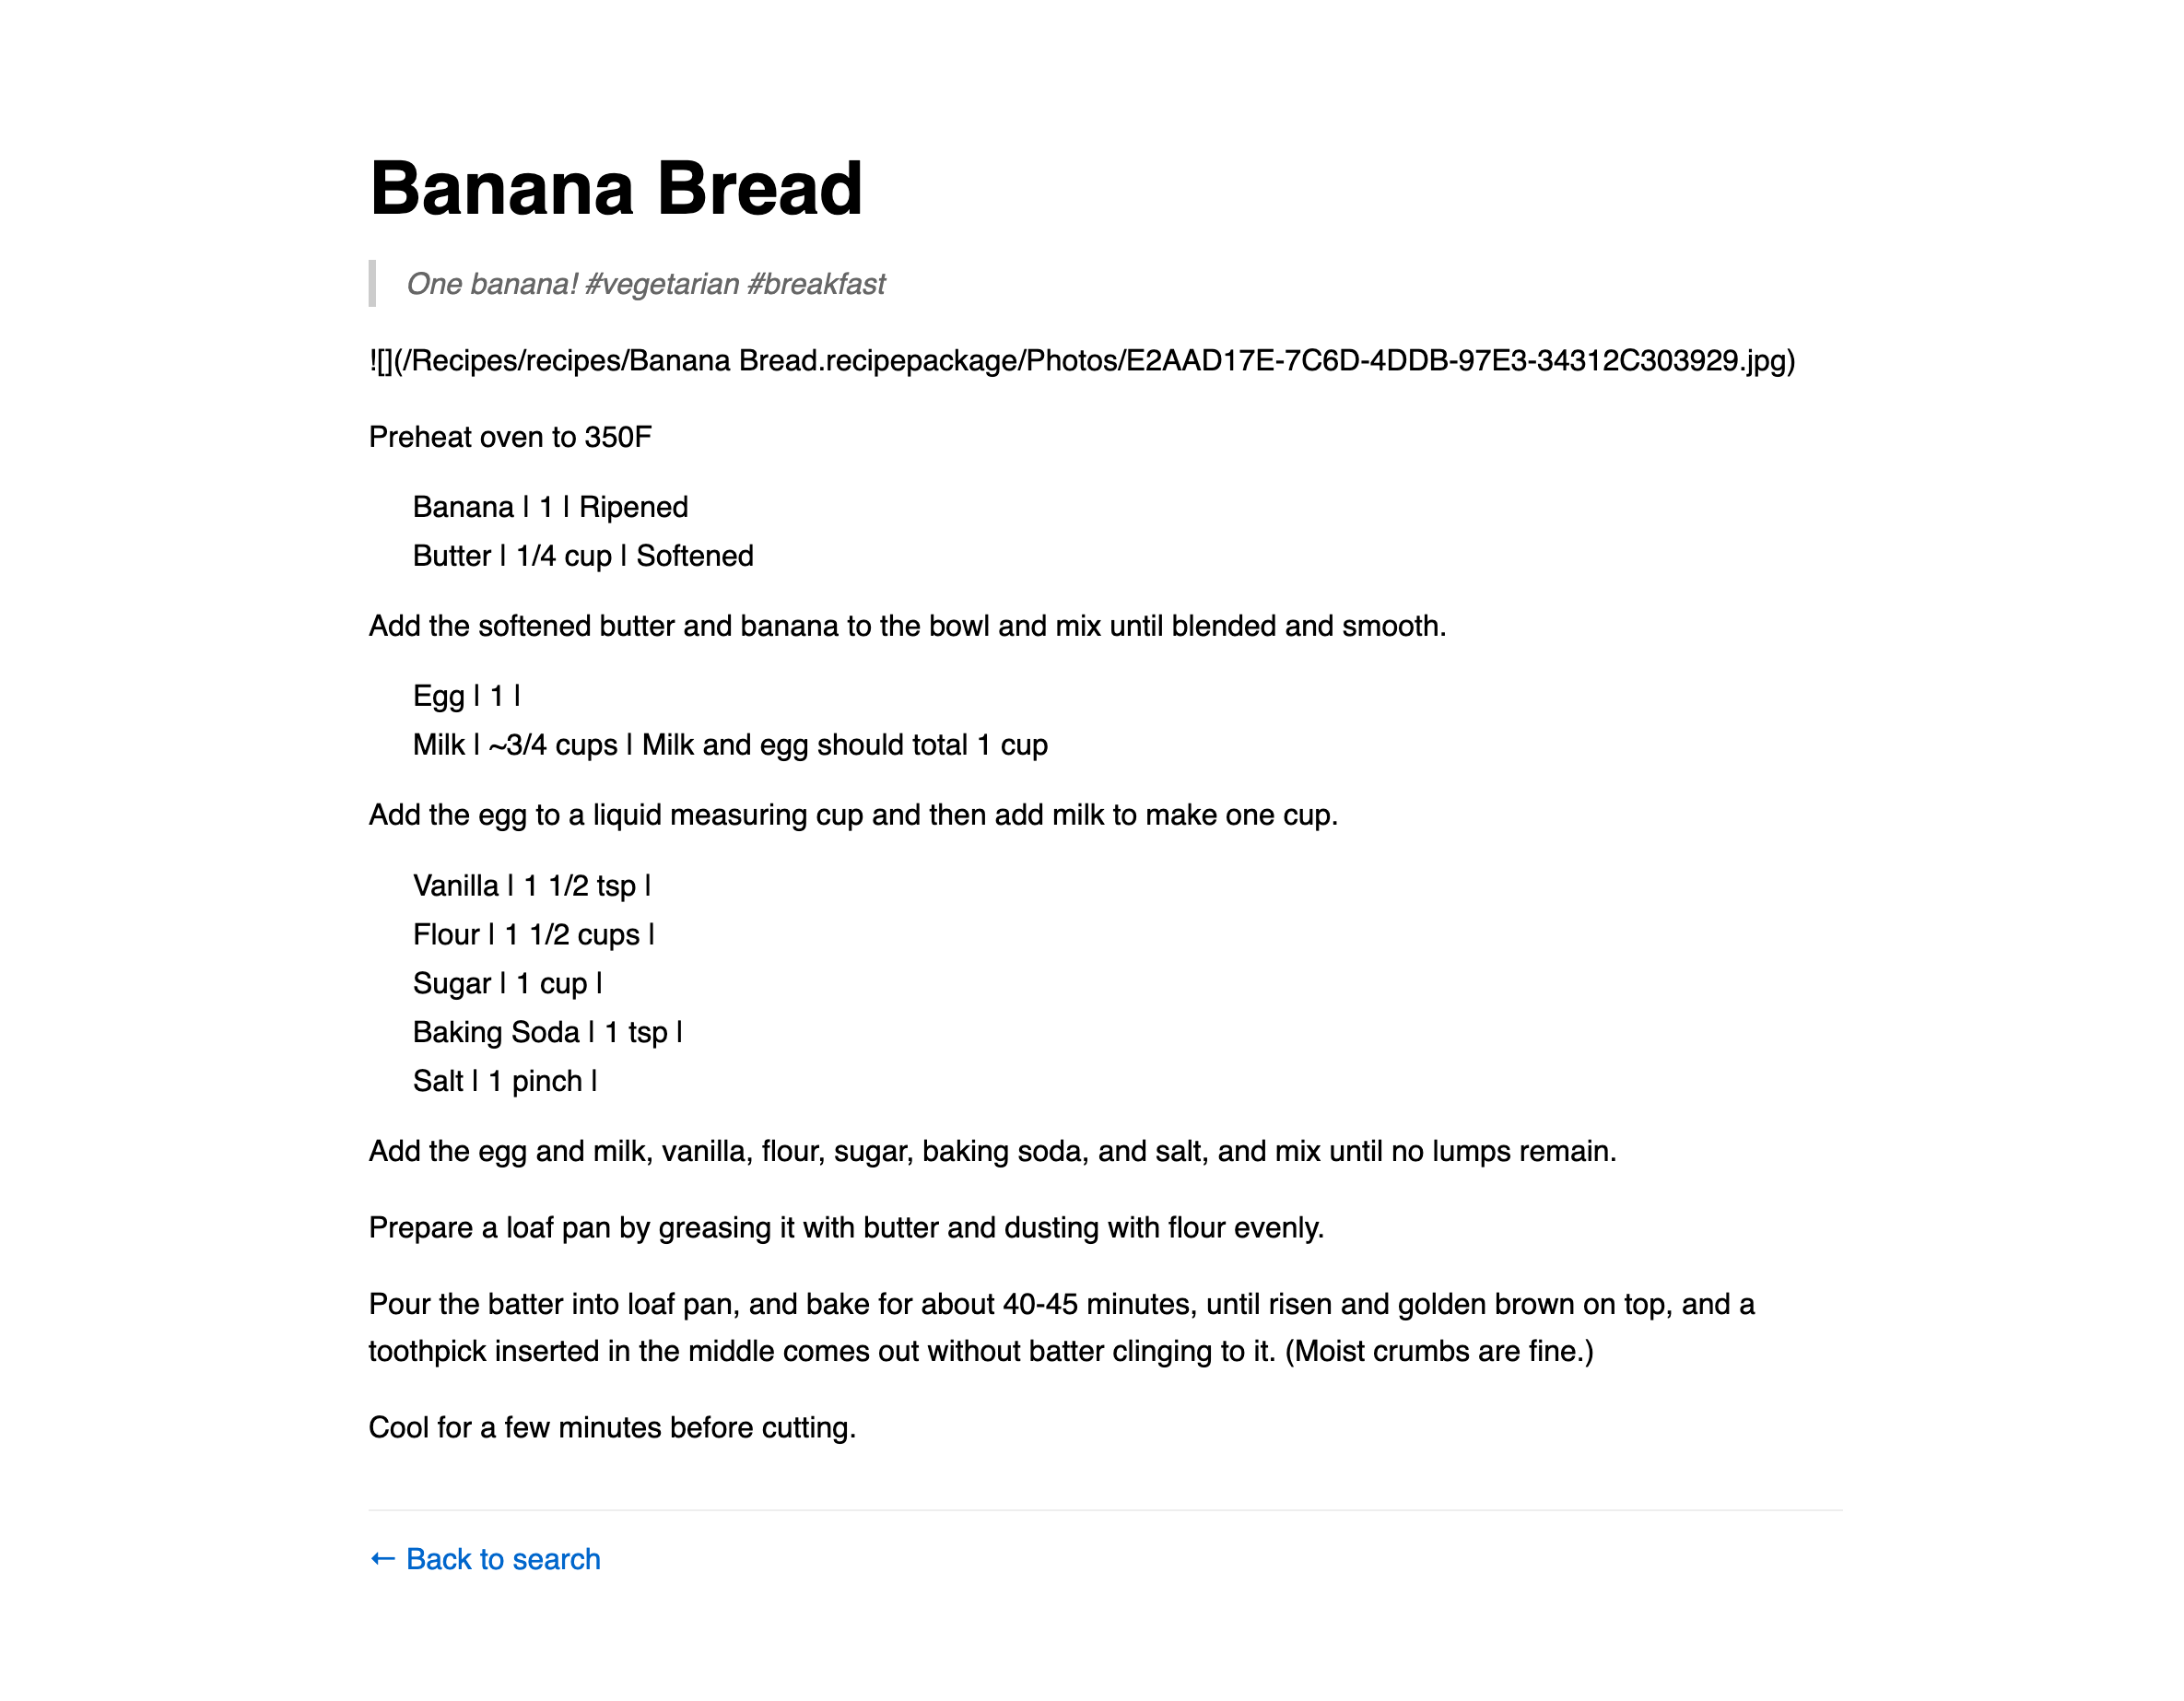 Banana Bread
One banana! #vegetarian #breakfast
![](/Recipes/recipes/Banana Bread.recipepackage/Photos/E2AAD17E-7C6D-4DDB-97E3-34312C303929.jpg)
Preheat oven to 350F
Banana | 1 | Ripened
Butter | 1/4 cup | Softened
Add the softened butter and banana to the bowl and mix until blended and smooth.
Egg | 1 |
Milk | ~3/4 cups | Milk and egg should total 1 cup
Add the egg to a liquid measuring cup and then add milk to make one cup.
Vanilla | 1 1/2 tsp |
Flour | 1 1/2 cups |
Sugar | 1 cup |
Baking Soda | 1 tsp |
Salt | 1 pinch |
Add the egg and milk, vanilla, flour, sugar, baking soda, and salt, and mix until no lumps remain.
Prepare a loaf pan by greasing it with butter and dusting with flour evenly.
Pour the batter into loaf pan, and bake for about 40-45 minutes, until risen and golden brown on top, and a
toothpick inserted in the middle comes out without batter clinging to it. (Moist crumbs are fine.)
Cool for a few minutes before cutting.
← Back to search